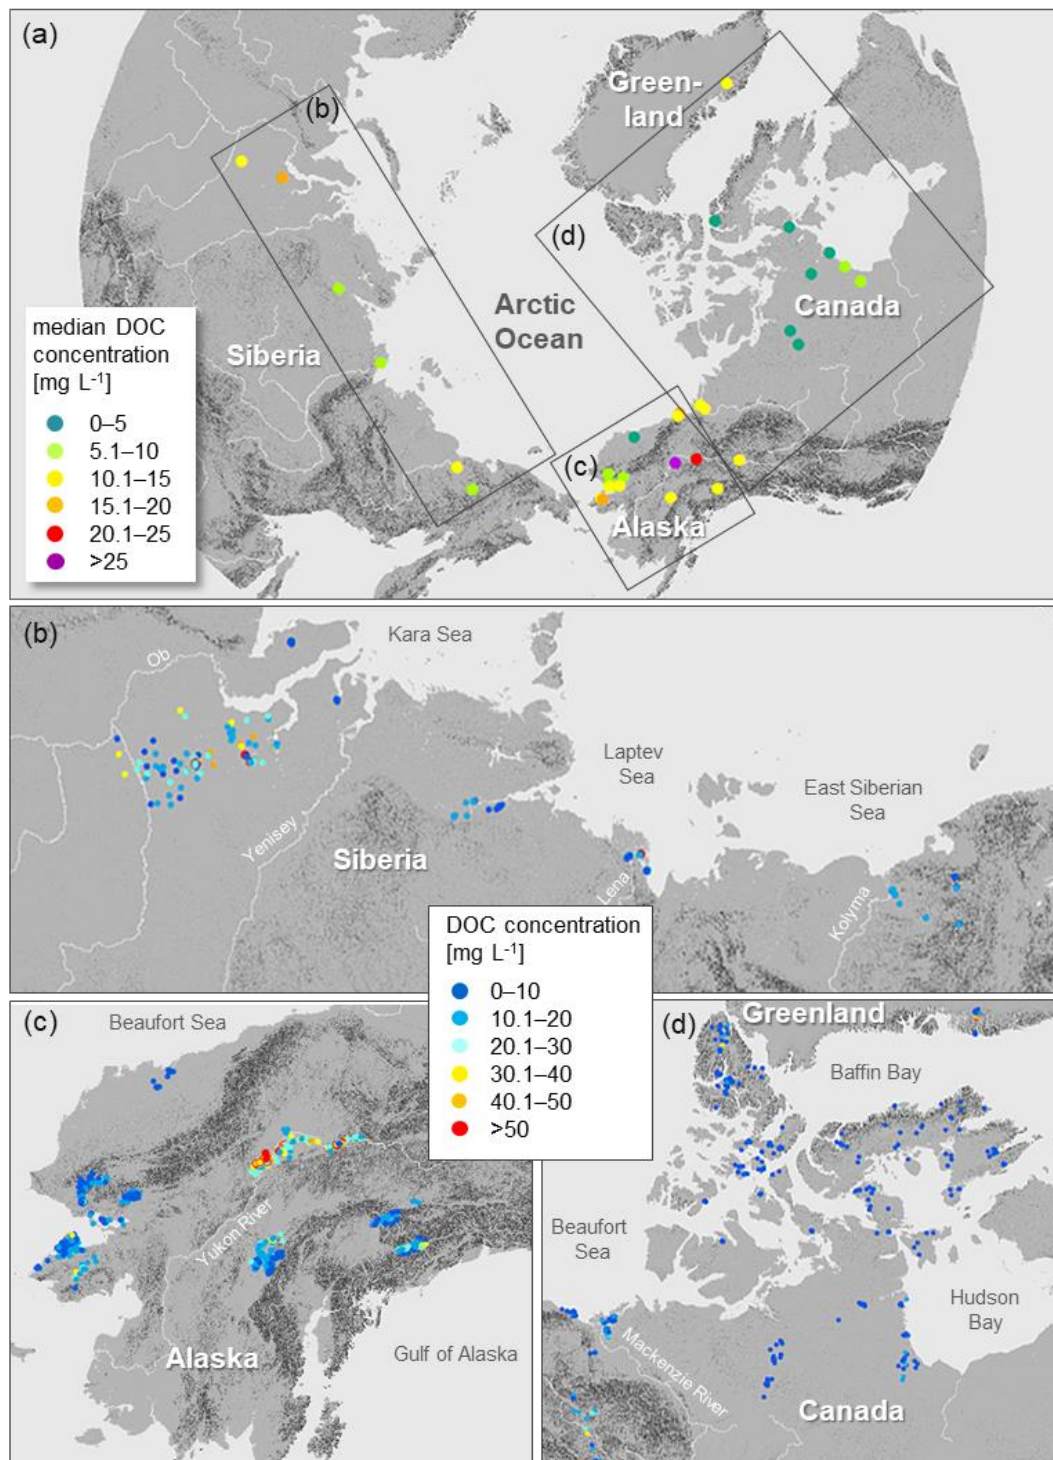 (a)
(b)
Green-
land
(d)
Arctic
Ocean
Canada
Siberia
(c)
Alaska
median DOC
concentration
[mg L-1]
0–5
5.1–10
10.1–15
15.1–20
20.1–25
>25
(b)
Kara Sea
Ob
Laptev
Sea
East Siberian
Sea
Yenisey
Siberia
Lena
Kolyma
DOC concentration
[mg L-1]
0–10
10.1–20
20.1–30
30.1–40
40.1–50
>50
(c)
Beaufort Sea
Yukon River
Alaska
Gulf of Alaska
(d)
Greenland
Baffin Bay
Beaufort
Sea
Hudson
Bay
Mackenzie River
Canada